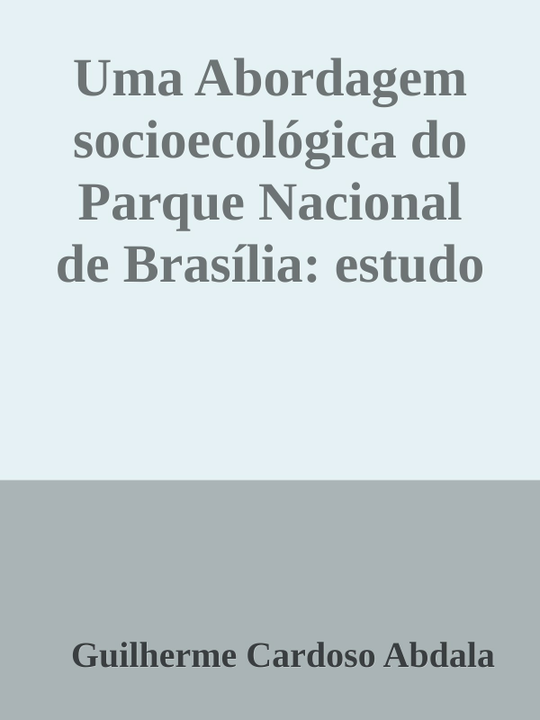 Uma Abordagem
socioecológica do
Parque Nacional
de Brasília: estudo
Guilherme Cardoso Abdala